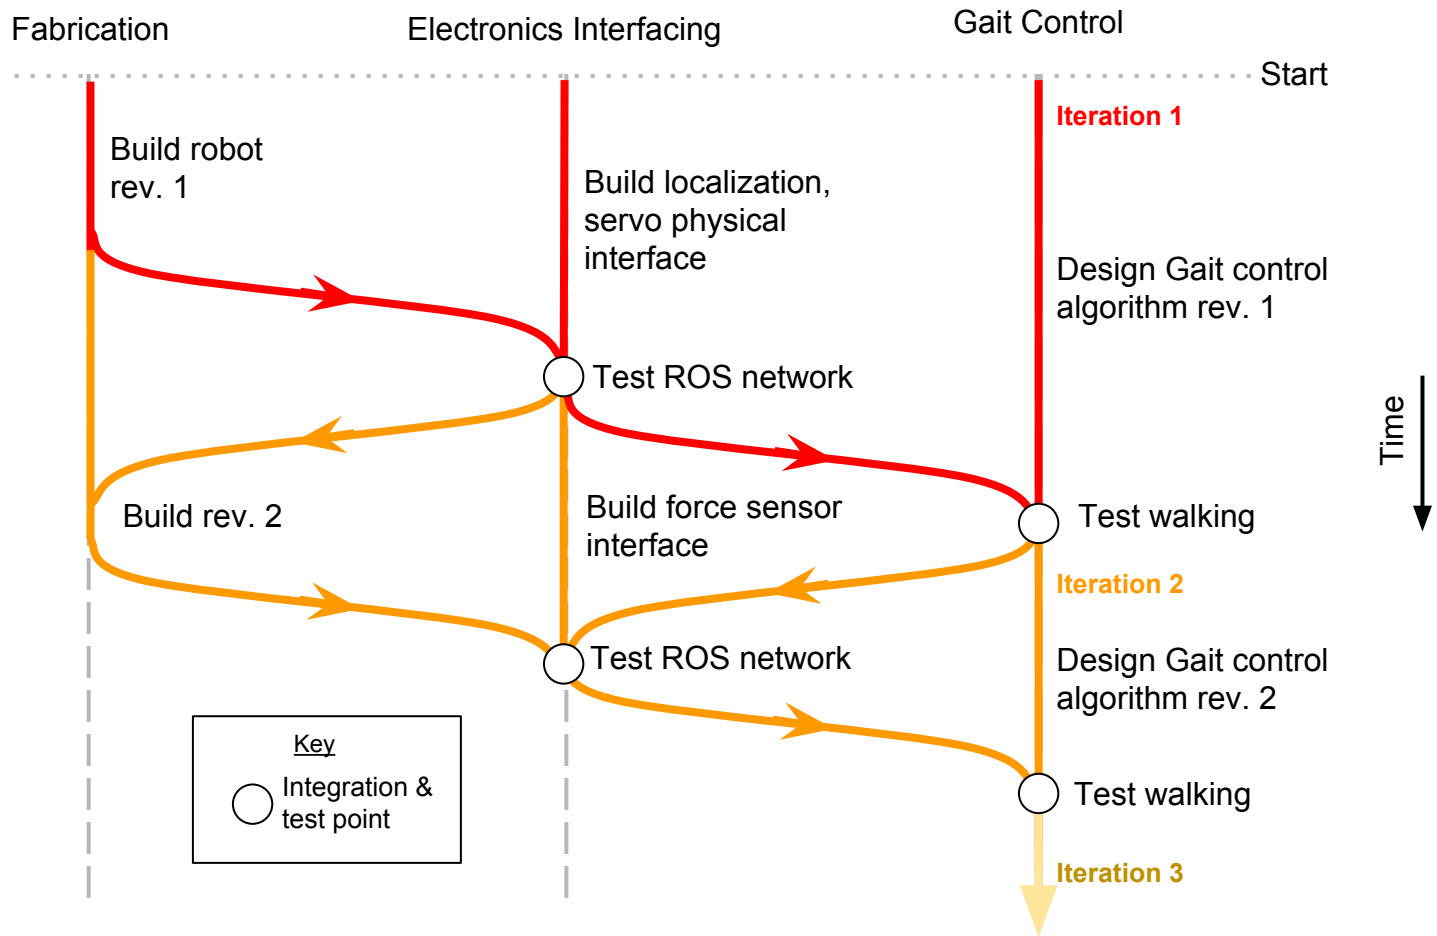 Fabrication
Electronics Interfacing
Gait Control
Start
Iteration 1
Build robot
rev. 1
Build localization,
servo physical
interface
Design Gait control
algorithm rev. 1
Test ROS network
Time
Build rev. 2
Build force sensor
interface
Test walking
Iteration 2
Test ROS network
Design Gait control
algorithm rev. 2
Key
Integration &
test point
Test walking
Iteration 3